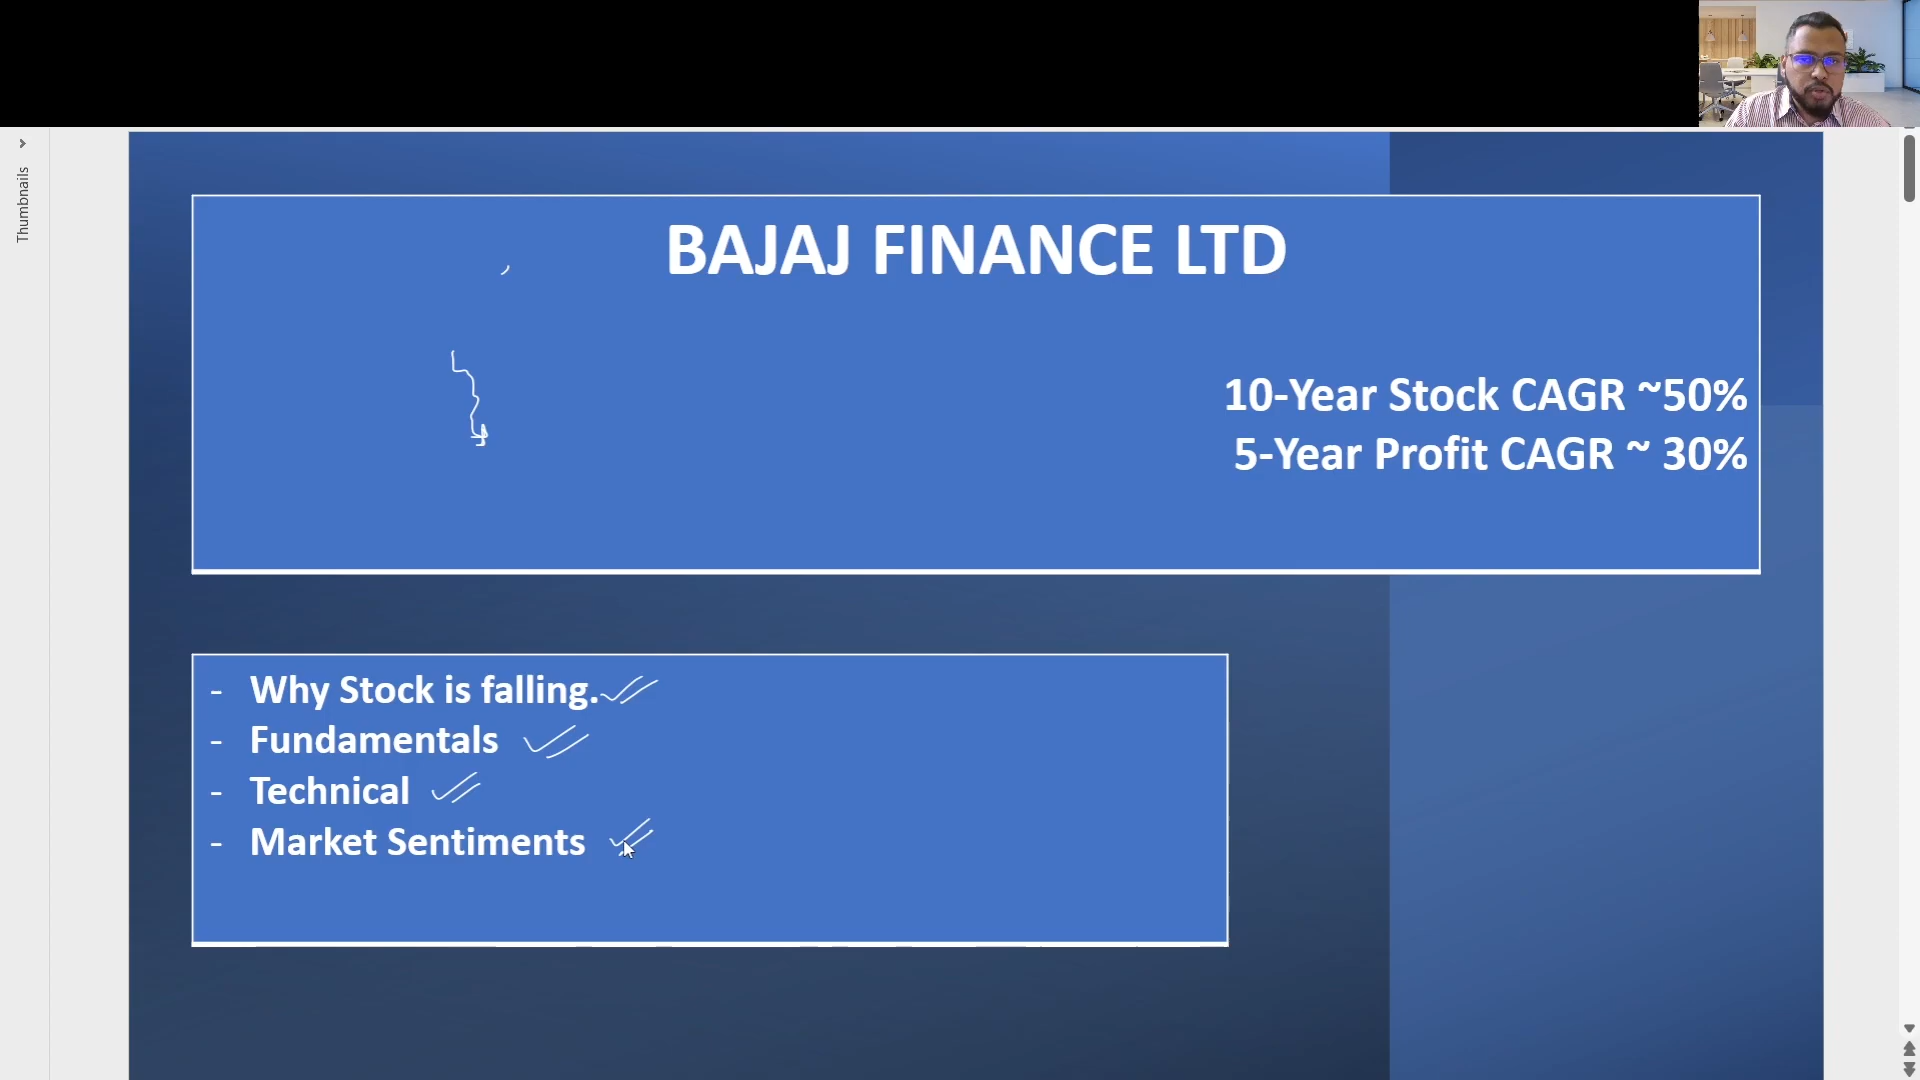 Thumbnails
BAJAJ FINANCE LTD
10-Year Stock CAGR ~50%
5-Year Profit CAGR ~ 30%
- Why Stock is falling.
- Fundamentals
- Technical
- Market Sentiments